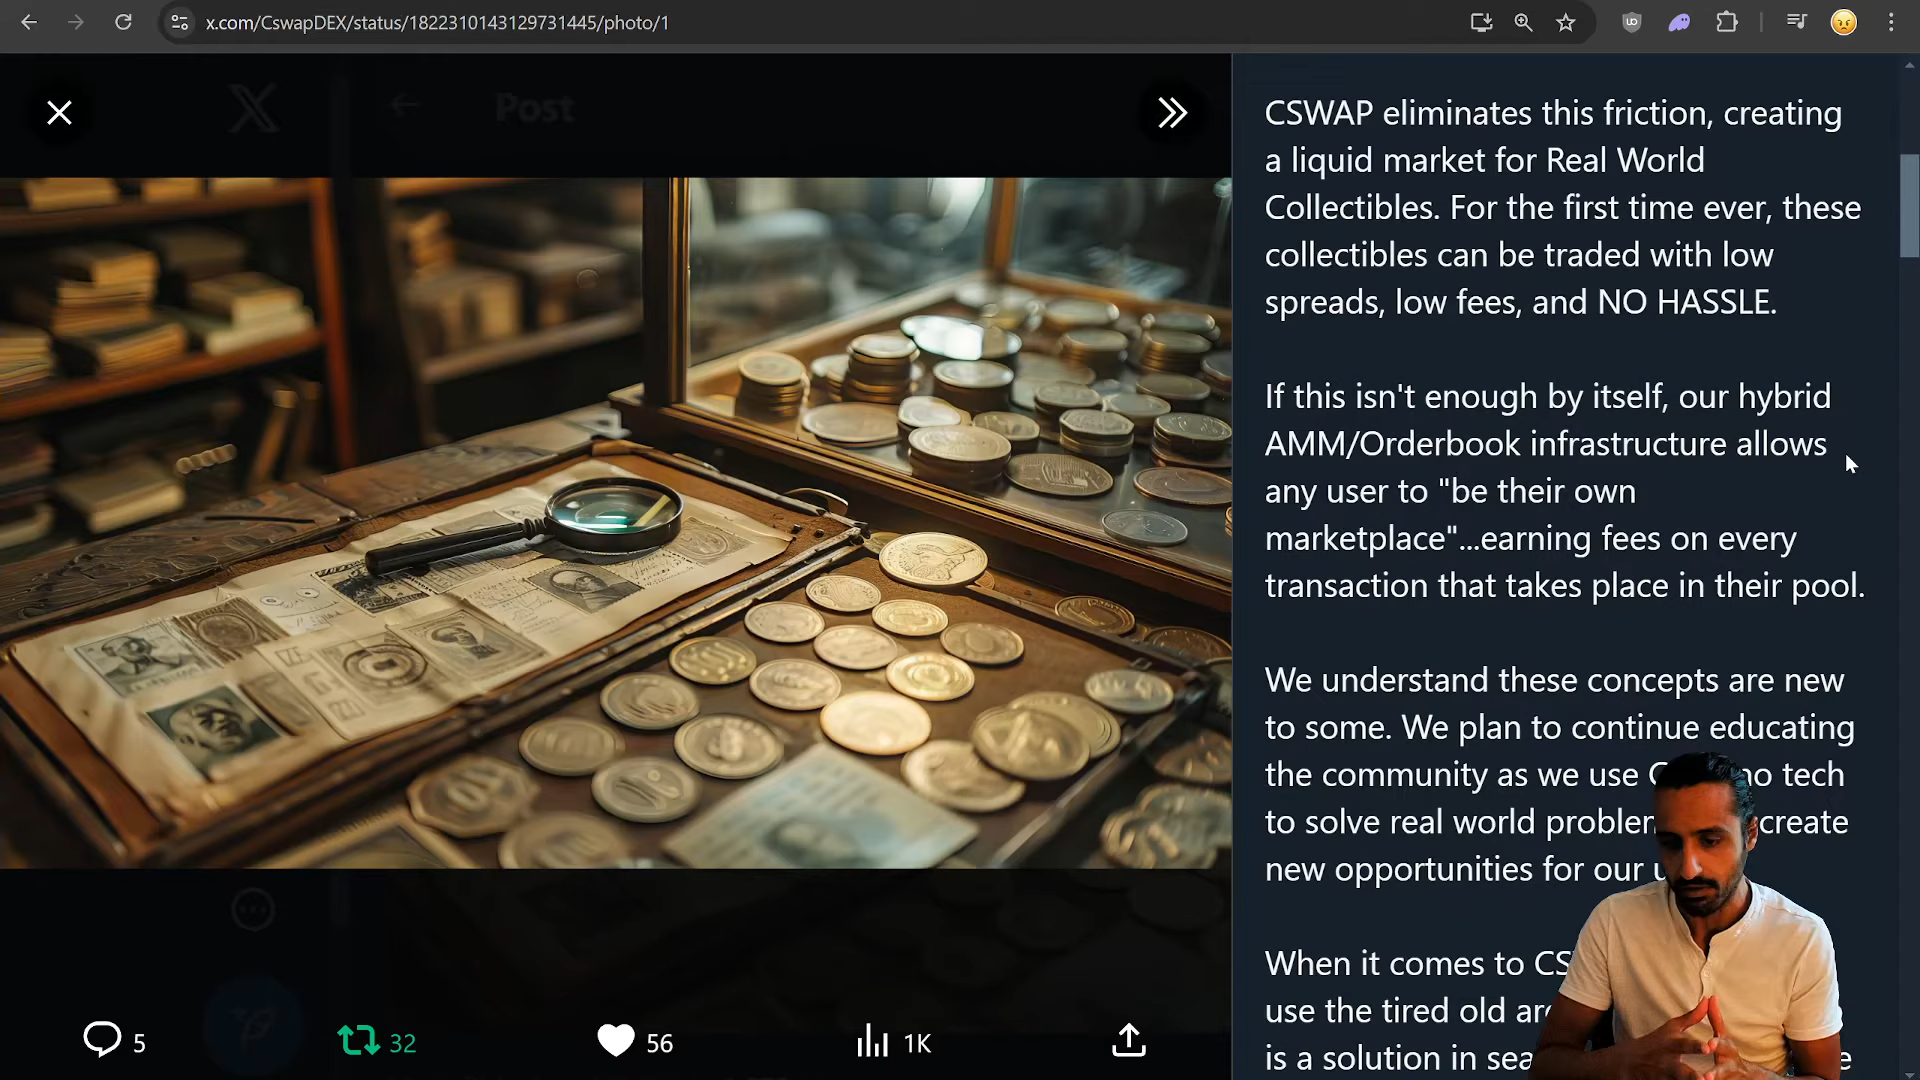 x.com/CswapDEX/status/1822310143129731445/photo/1
Post
CSWAP eliminates this friction, creating
a liquid market for Real World
Collectibles. For the first time ever, these
collectibles can be traded with low
spreads, low fees, and NO HASSLE.
If this isn't enough by itself, our hybrid
AMM/Orderbook infrastructure allows
any user to "be their own
marketplace"...earning fees on every
transaction that takes place in their pool.
We understand these concepts are new
to some. We plan to continue educating
the community as we use tech
to solve real world create
new opportunities for our
When it comes to
use the tired old
is a solution in
5
32
56
1K